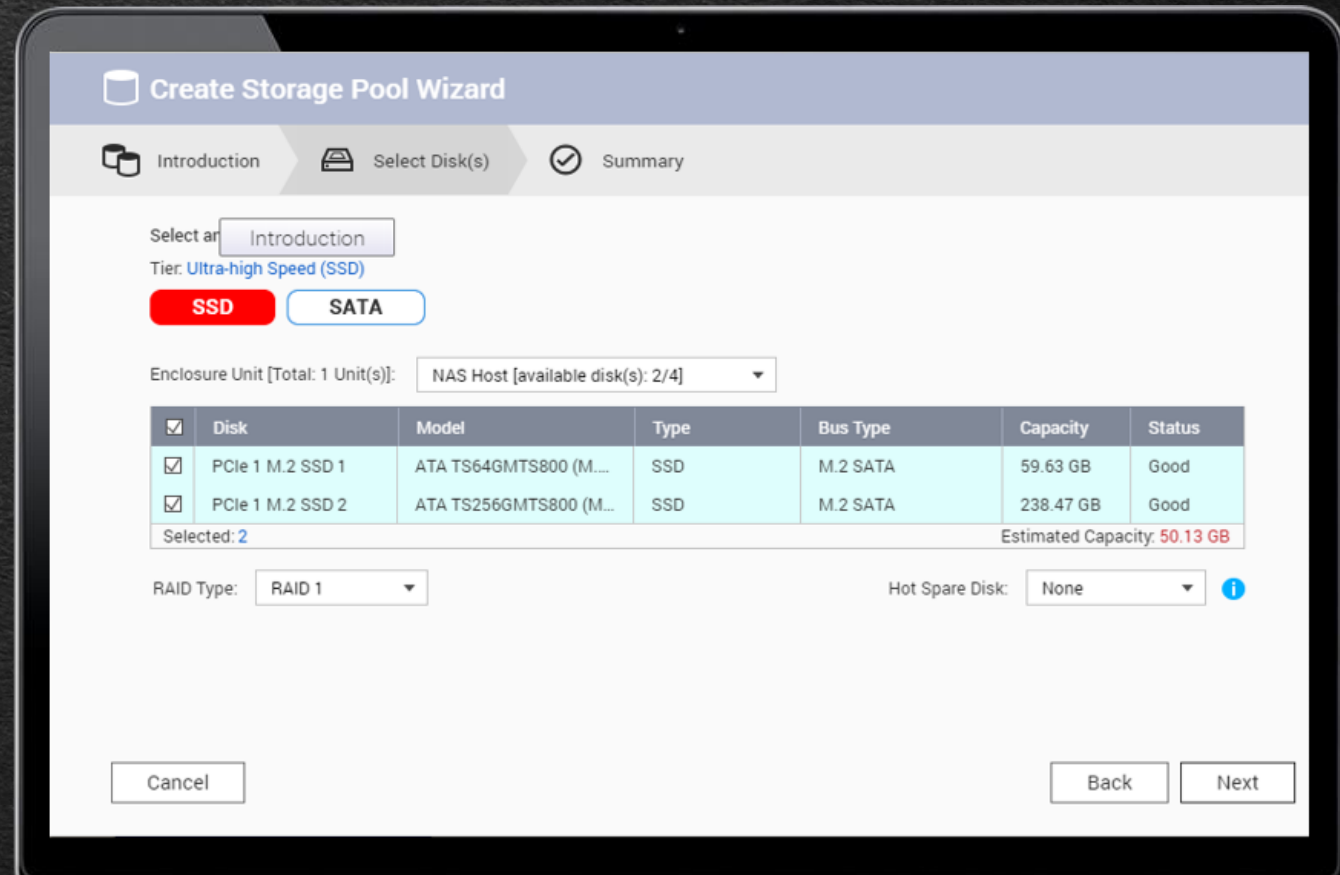 Create Storage Pool Wizard
Introduction Select Disk(s) Summary
Select an Introduction
Tier: Ultra-high Speed (SSD)
SSD SATA
Enclosure Unit [Total: 1 Unit(s)]: NAS Host [available disk(s): 2/4]
Disk Model Type Bus Type Capacity Status
PCIe 1 M.2 SSD 1 ATA TS64GMTS800 (M.... SSD M.2 SATA 59.63 GB Good
PCIe 1 M.2 SSD 2 ATA TS256GMTS800 (M... SSD M.2 SATA 238.47 GB Good
Selected: 2 Estimated Capacity: 50.13 GB
RAID Type: RAID 1 Hot Spare Disk: None
Cancel Back Next